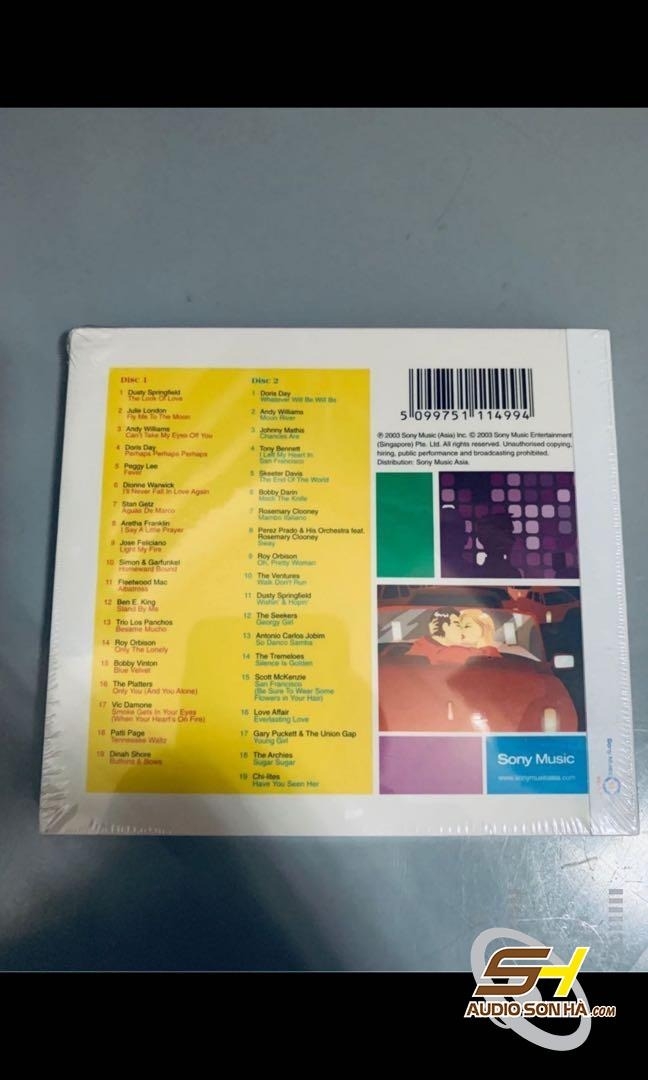 Disc 1
1 Dusty Springfield
The Look Of Love
2 Julie London
Fly Me To The Moon
3 Andy Williams
Can't Take My Eyes Off You
4 Doris Day
Perhaps Perhaps Perhaps
5 Peggy Lee
Fever
6 Dionne Warwick
I'll Never Fall In Love Again
7 Stan Getz
Aguas De Marco
8 Aretha Franklin
I Say A Little Prayer
9 Jose Feliciano
Light My Fire
10 Simon & Garfunkel
Homeward Bound
11 Fleetwood Mac
Albatross
12 Ben E. King
Stand By Me
13 Trio Los Panchos
Besame Mucho
14 Roy Orbison
Only The Lonely
15 Bobby Vinton
Blue Velvet
16 The Platters
Only You (And You Alone)
17 Vic Damone
Smoke Gets In Your Eyes
(When Your Heart's On Fire)
18 Patti Page
Tennessee Waltz
19 Dinah Shore
Buttons & Bows
Disc 2
1 Doris Day
Whatever Will Be Will Be
2 Andy Williams
Moon River
3 Johnny Mathis
Chances Are
4 Tony Bennett
I Left My Heart In
San Francisco
5 Skeeter Davis
The End Of The World
6 Bobby Darin
Mack The Knife
7 Rosemary Clooney
Mambo Italiano
8 Perez Prado & His Orchestra feat.
Rosemary Clooney
Sway
9 Roy Orbison
Oh, Pretty Woman
10 The Ventures
Walk Don't Run
11 Dusty Springfield
Wishin' & Hopin'
12 The Seekers
Georgy Girl
13 Antonio Carlos Jobim
So Danco Samba
14 The Tremeloes
Silence Is Golden
15 Scott McKenzie
San Francisco
(Be Sure To Wear Some
Flowers in Your Hair)
16 Love Affair
Everlasting Love
17 Gary Puckett & The Union Gap
Young Girl
18 The Archies
Sugar Sugar
19 Chi-lites
Have You Seen Her
5 099751 114994
℗ 2003 Sony Music (Asia) Inc. © 2003 Sony Music Entertainment
(Singapore) Pte. Ltd. All rights reserved. Unauthorised copying,
hiring, public performance and broadcasting prohibited.
Distribution: Sony Music Asia.
Sony Music
www.sonymusicasia.com
Sony Music
SH
AUDIO SƠN HÀ.COM